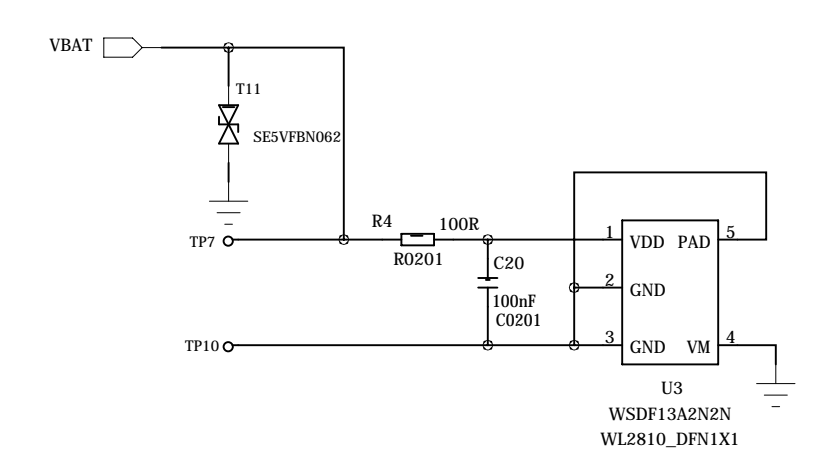 VBAT
T11
SE5VFBN062
R4 100R
TP7
1 VDD PAD 5
R0201
C20
2 GND
100nF
C0201
TP10
3 GND VM 4
U3
WSDF13A2N2N
WL2810_DFN1X1